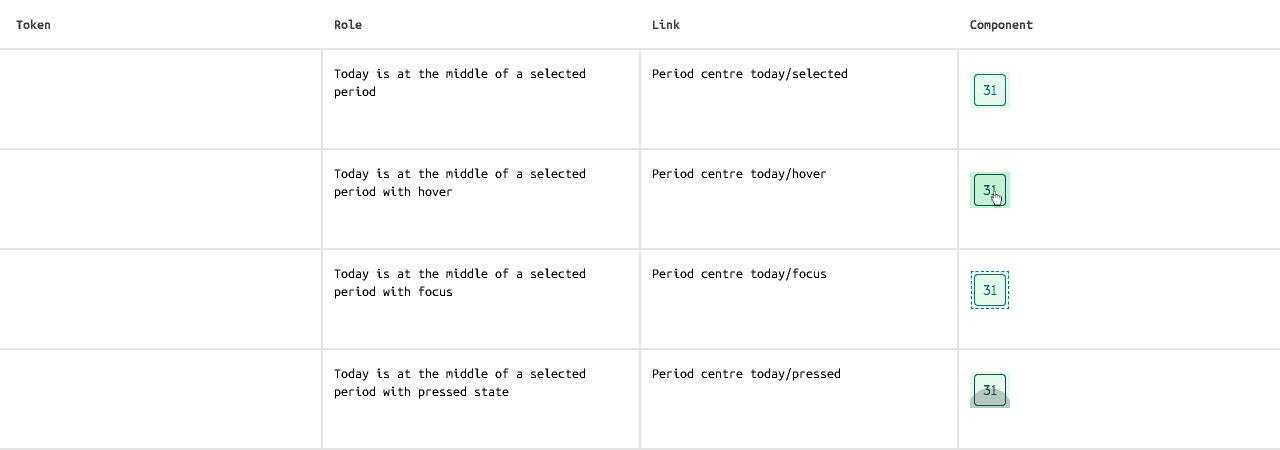 Token Role Link Component
Today is at the middle of a selected
period
Period centre today/selected
31
Today is at the middle of a selected
period with hover
Period centre today/hover
31
Today is at the middle of a selected
period with focus
Period centre today/focus
31
Today is at the middle of a selected
period with pressed state
Period centre today/pressed
31